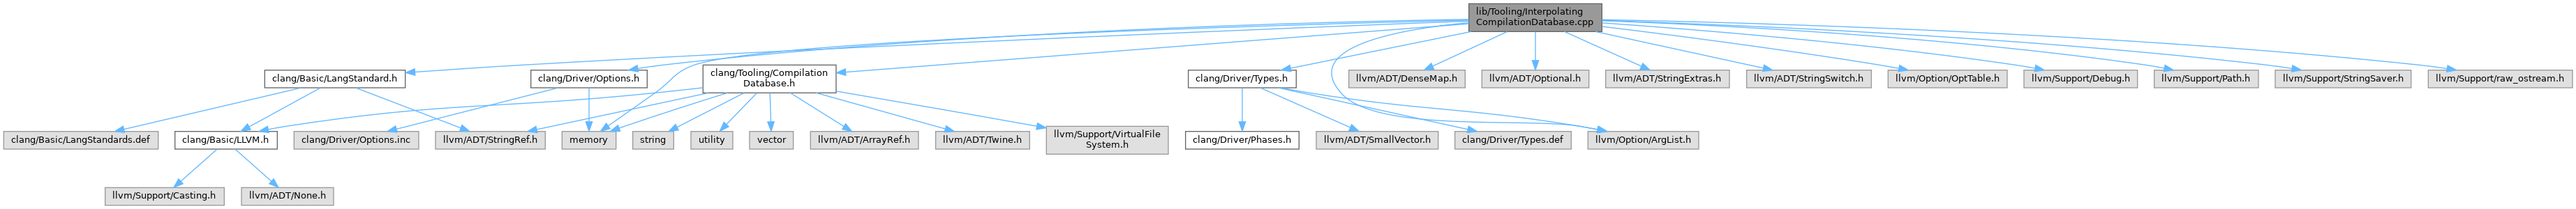 lib/Tooling/Interpolating
CompilationDatabase.cpp
clang/Basic/LangStandard.h
clang/Driver/Options.h
clang/Tooling/Compilation
Database.h
clang/Driver/Types.h
llvm/ADT/DenseMap.h
llvm/ADT/Optional.h
llvm/ADT/StringExtras.h
llvm/ADT/StringSwitch.h
llvm/Option/OptTable.h
llvm/Support/Debug.h
llvm/Support/Path.h
llvm/Support/StringSaver.h
llvm/Support/raw_ostream.h
clang/Basic/LangStandards.def
clang/Basic/LLVM.h
clang/Driver/Options.inc
llvm/ADT/StringRef.h
memory
string
utility
vector
llvm/ADT/ArrayRef.h
llvm/ADT/Twine.h
llvm/Support/VirtualFile
System.h
clang/Driver/Phases.h
llvm/ADT/SmallVector.h
clang/Driver/Types.def
llvm/Option/ArgList.h
llvm/Support/Casting.h
llvm/ADT/None.h